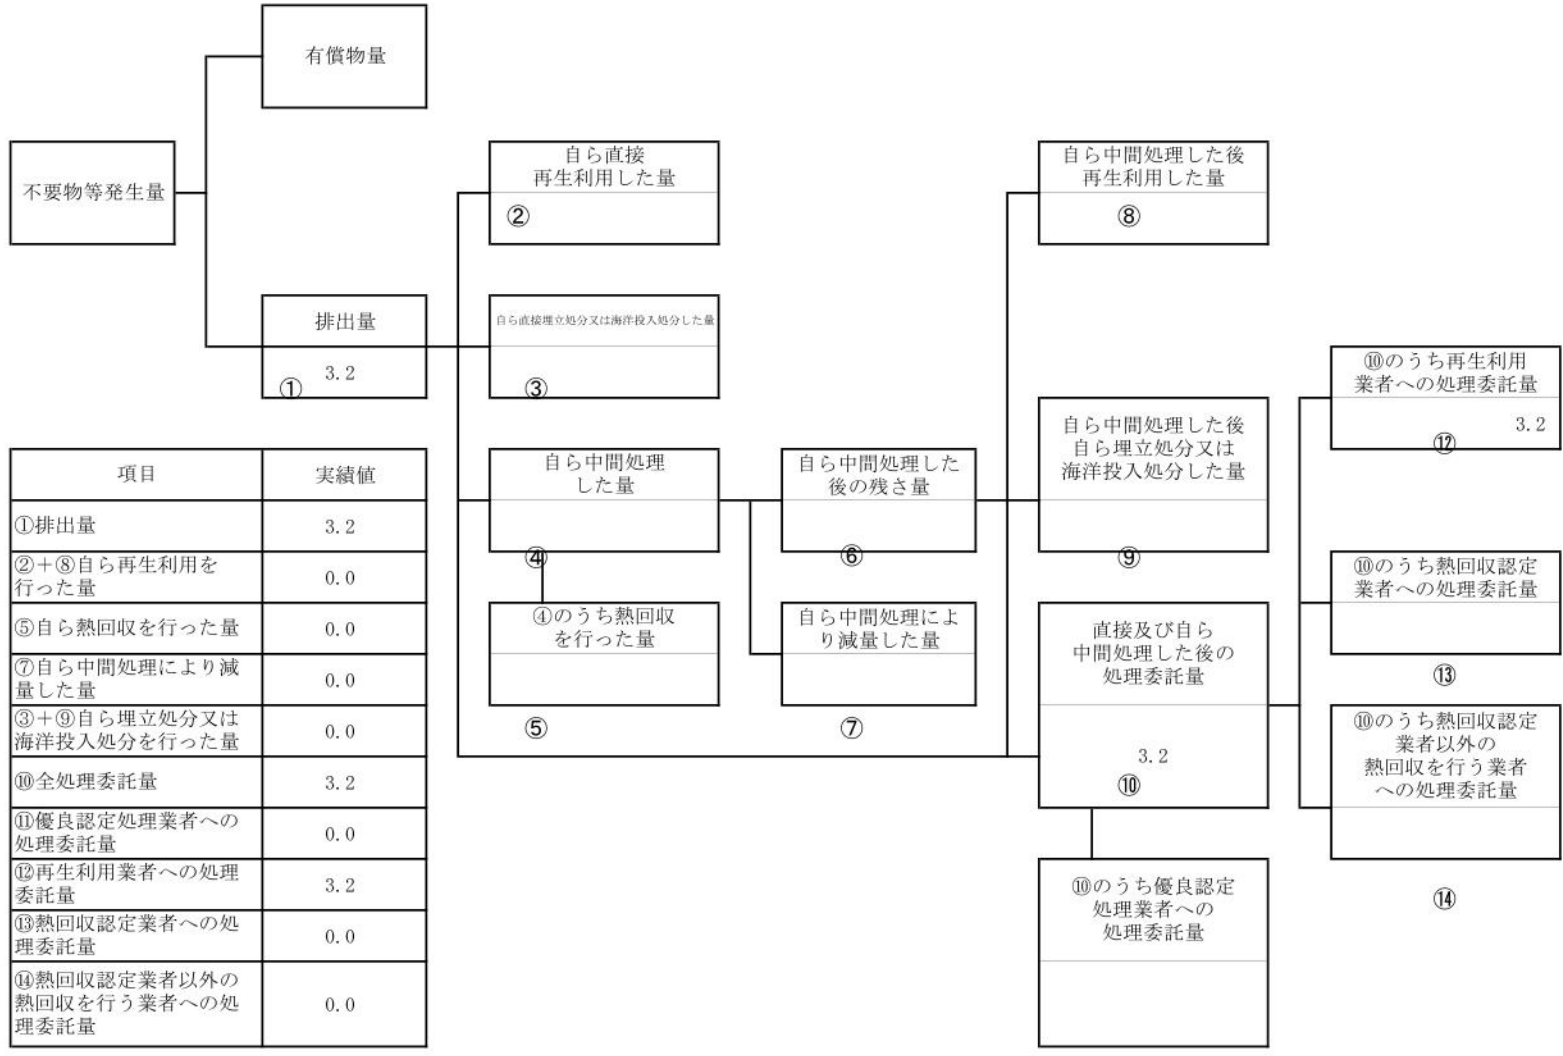 有償物量
不要物等発生量
自ら直接
再生利用した量
②
自ら中間処理した後
再生利用した量
⑧
排出量
3.2
①
自ら直接埋立処分又は海洋投入処分した量
③
⑩のうち再生利用
業者への処理委託量
3.2
⑫
自ら中間処理した後
自ら埋立処分又は
海洋投入処分した量
⑨
自ら中間処理
した量
④
自ら中間処理した
後の残さ量
⑥
⑩のうち熱回収認定
業者への処理委託量
⑬
④のうち熱回収
を行った量
⑤
自ら中間処理によ
り減量した量
⑦
直接及び自ら
中間処理した後の
処理委託量
3.2
⑩
⑩のうち熱回収認定
業者以外の
熱回収を行う業者
への処理委託量
⑭
⑩のうち優良認定
処理業者への
処理委託量
項目 実績値
①排出量 3.2
②+⑧自ら再生利用を
行った量 0.0
⑤自ら熱回収を行った量 0.0
⑦自ら中間処理により減
量した量 0.0
③+⑨自ら埋立処分又は
海洋投入処分を行った量 0.0
⑩全処理委託量 3.2
⑪優良認定処理業者への
処理委託量 0.0
⑫再生利用業者への処理
委託量 3.2
⑬熱回収認定業者への処
理委託量 0.0
⑭熱回収認定業者以外の
熱回収を行う業者への処
理委託量 0.0